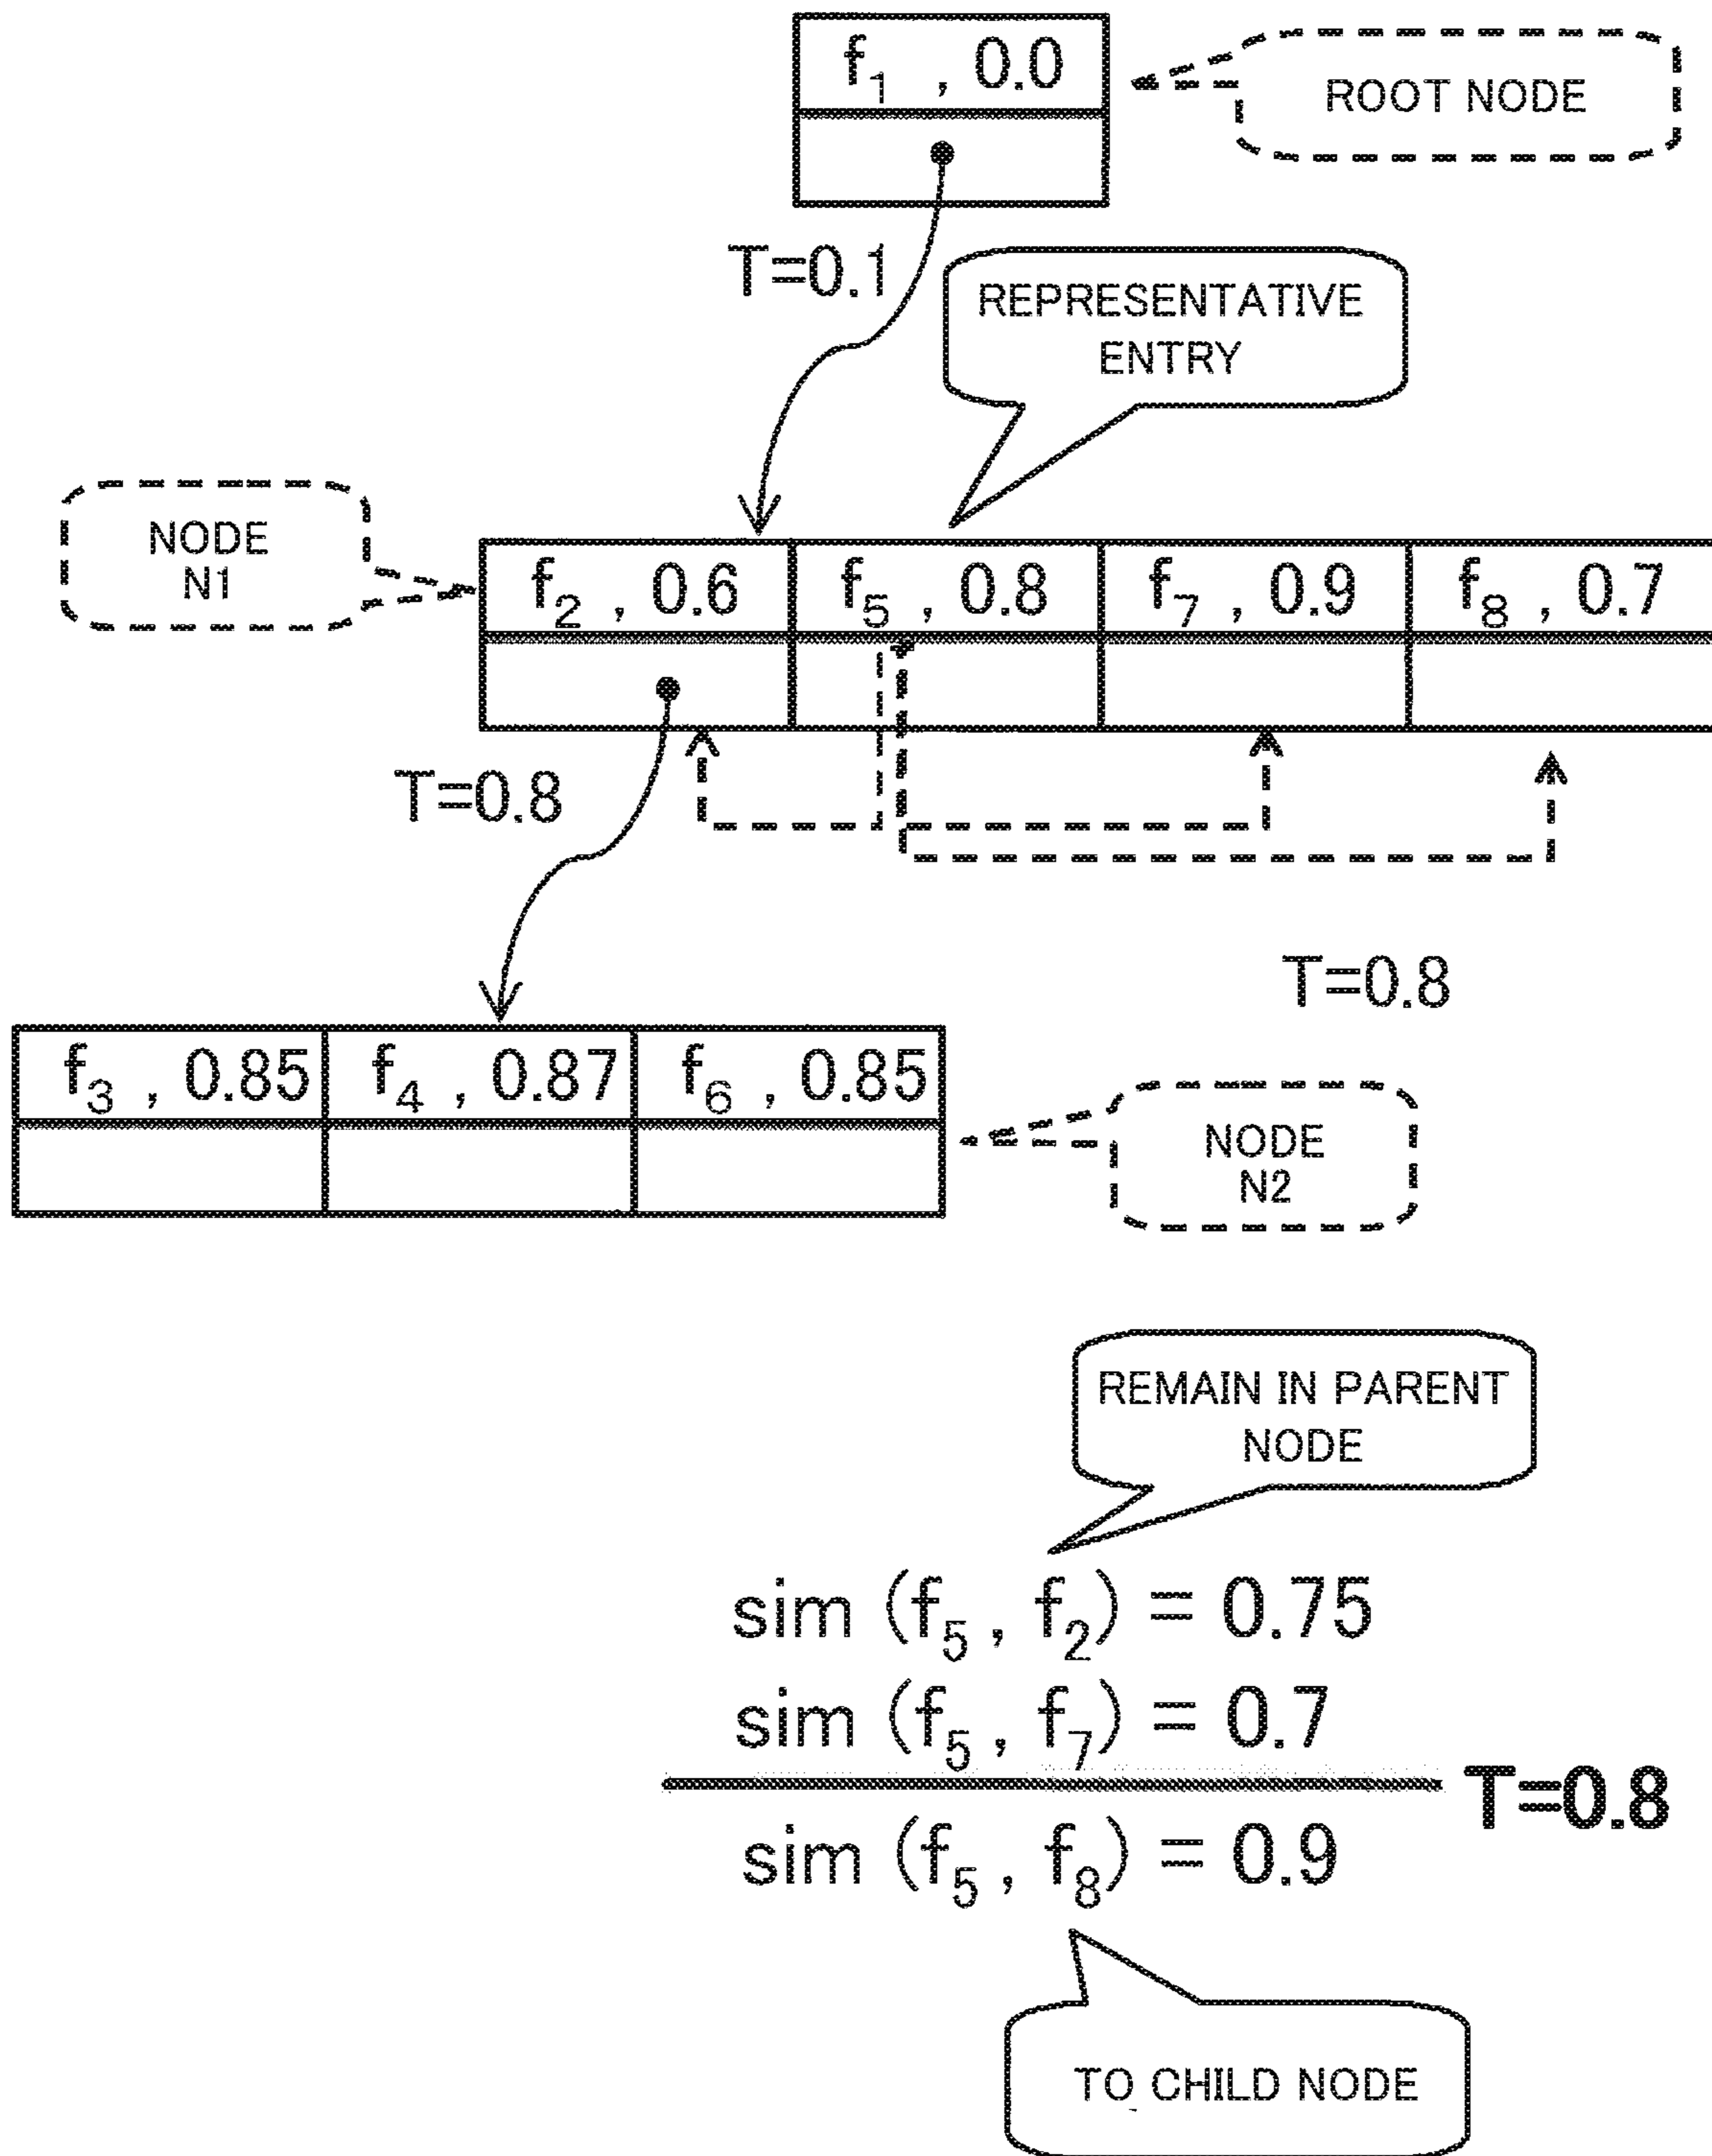 f₁ , 0.0
ROOT NODE
T=0.1
REPRESENTATIVE
ENTRY
NODE
N1
f₂ , 0.6 f₅ , 0.8 f₇ , 0.9 f₈ , 0.7
T=0.8
T=0.8
f₃ , 0.85 f₄ , 0.87 f₆ , 0.85
NODE
N2
REMAIN IN PARENT
NODE
sim (f₅ , f₂) = 0.75
sim (f₅ , f₇) = 0.7
T=0.8
sim (f₅ , f₈) = 0.9
TO CHILD NODE